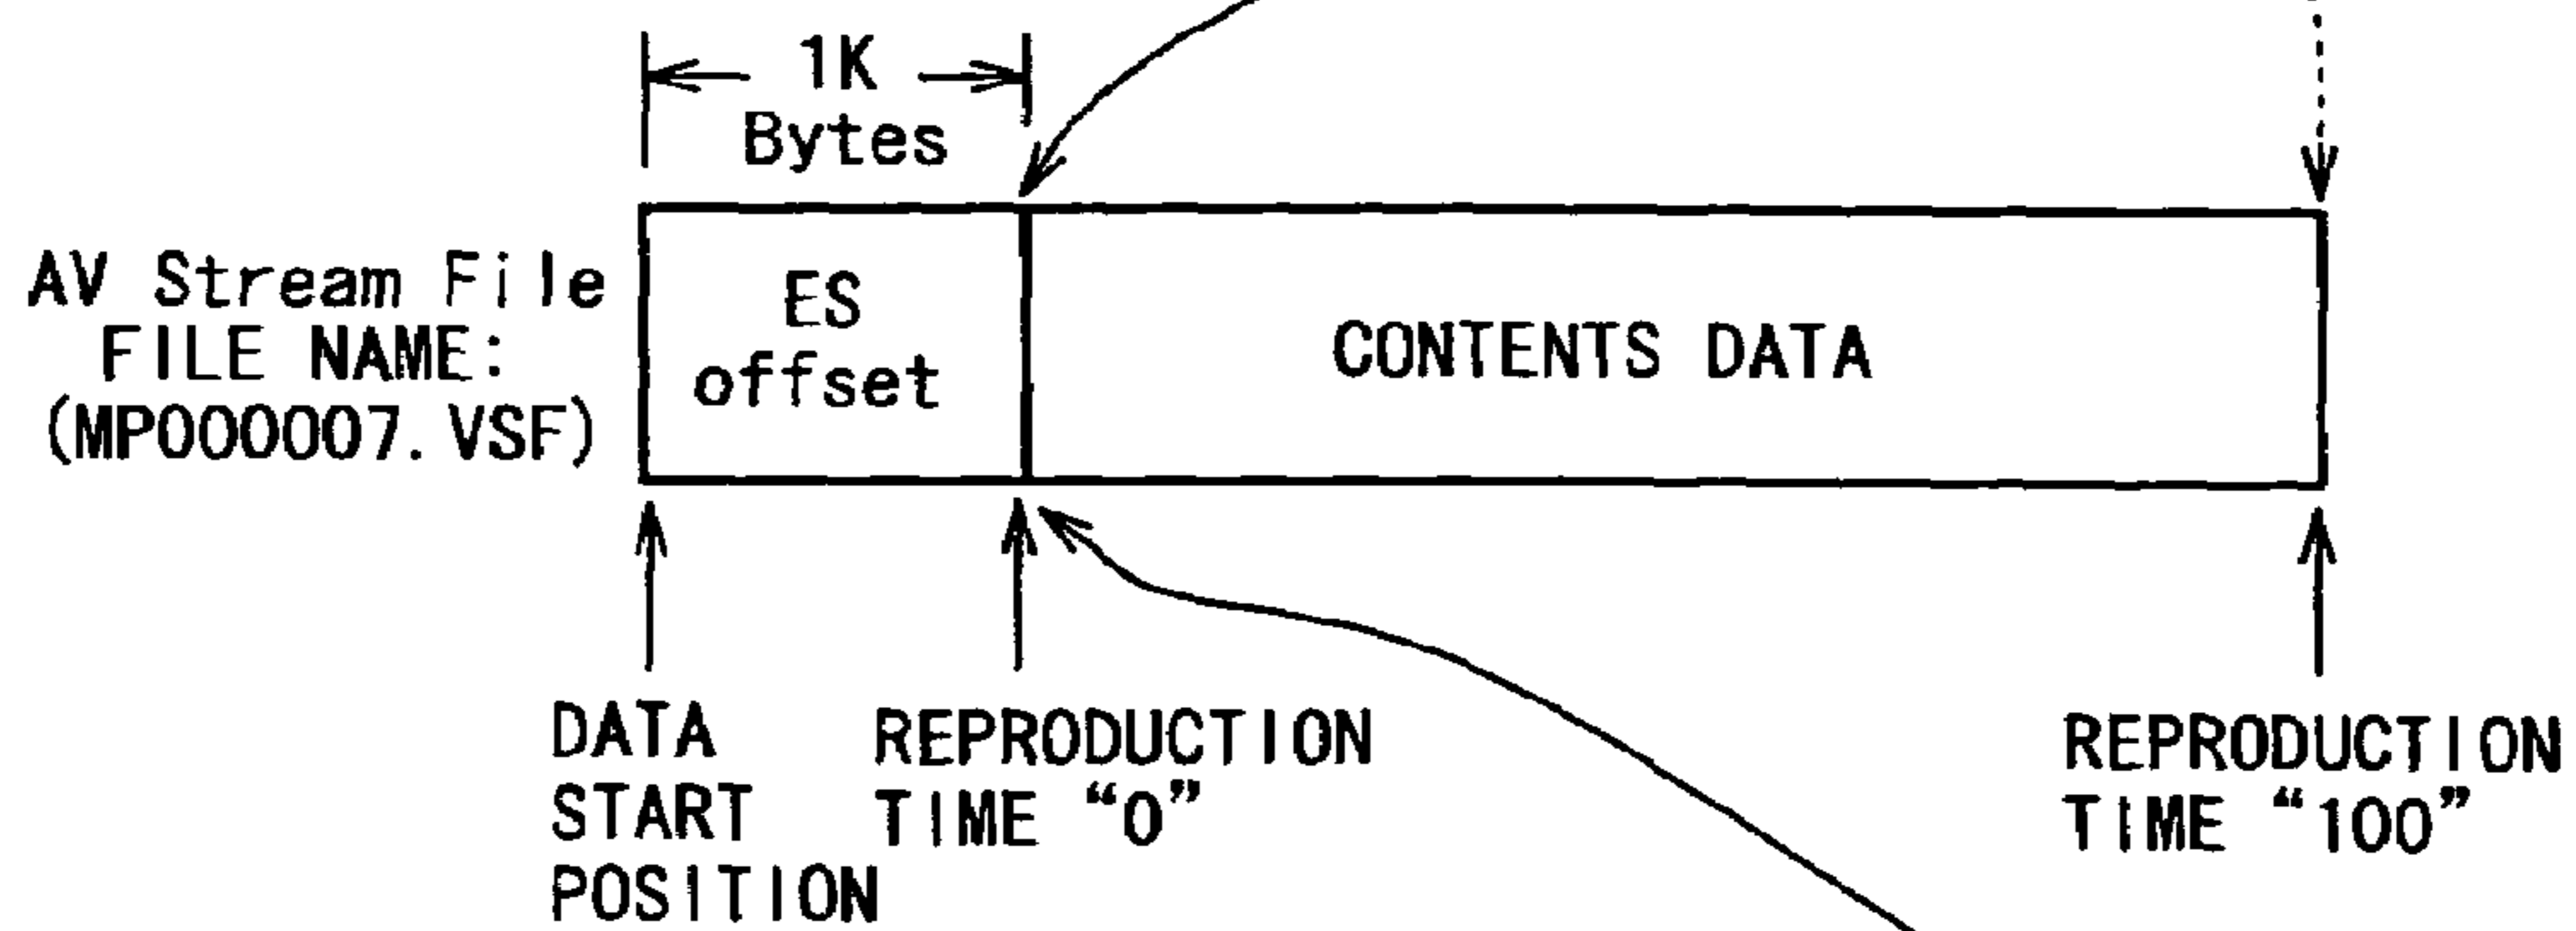 1K
Bytes
AV Stream File
FILE NAME:
(MP000007.VSF)
ES
offset
CONTENTS DATA
DATA
START
POSITION
REPRODUCTION
TIME “0”
REPRODUCTION
TIME “100”